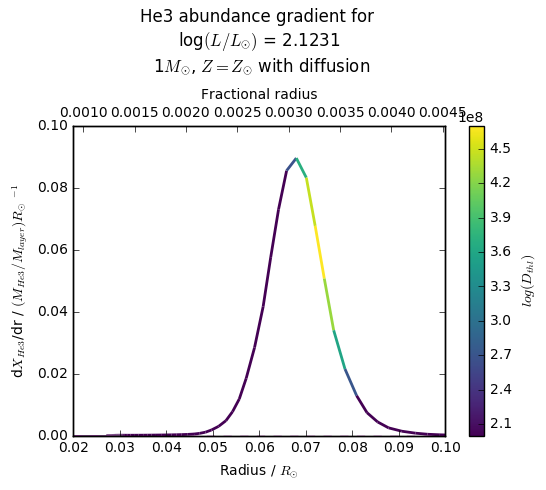 He3 abundance gradient for
log(L/L⊙) = 2.1231
1M⊙, Z = Z⊙ with diffusion
Fractional radius
0.0010 0.0015 0.0020 0.0025 0.0030 0.0035 0.0040 0.0045
1e8
0.10
0.08
0.06
0.04
0.02
0.00
dX_He3/dr / (M_He3/M_layer)R⊙⁻¹
0.02 0.03 0.04 0.05 0.06 0.07 0.08 0.09 0.10
Radius / R⊙
4.5
4.2
3.9
3.6
3.3
3.0
2.7
2.4
2.1
log(D_thl)